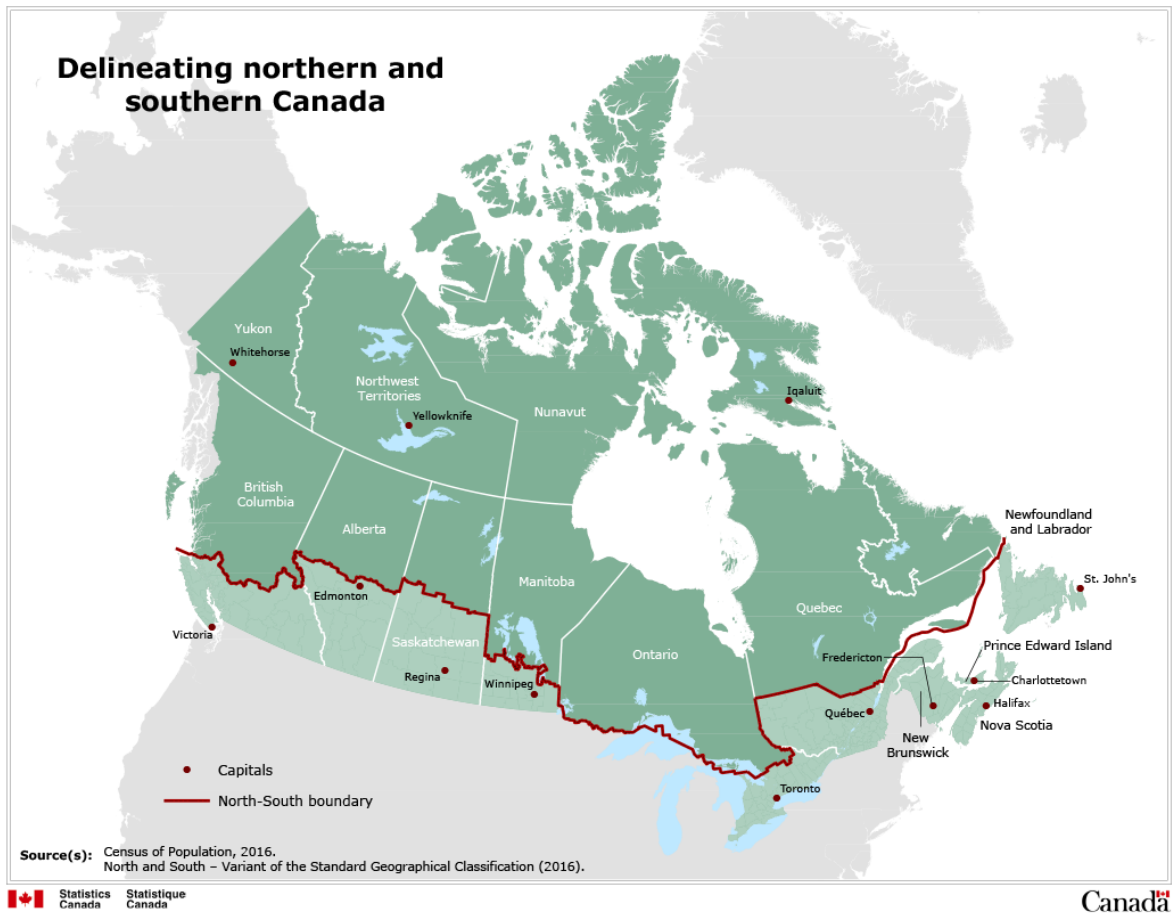 Delineating northern and
southern Canada
Yukon
Whitehorse
Northwest
Territories
Yellowknife
Nunavut
Iqaluit
British
Columbia
Alberta
Newfoundland
and Labrador
Manitoba
St. John's
Edmonton
Quebec
Victoria
Saskatchewan
Ontario
Prince Edward Island
Fredericton
Regina
Winnipeg
Charlottetown
Halifax
Québec
Nova Scotia
New
Brunswick
Capitals
Toronto
North-South boundary
Source(s): Census of Population, 2016.
North and South – Variant of the Standard Geographical Classification (2016).
Statistics Statistique
Canada Canada
Canada